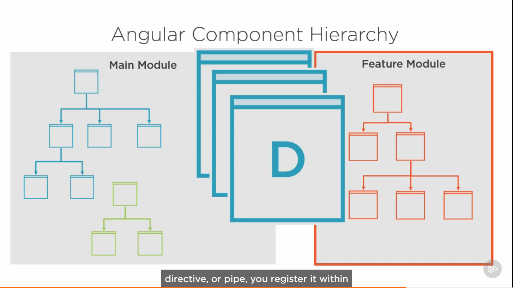 Angular Component Hierarchy
Main Module
Feature Module
D
directive, or pipe, you register it within